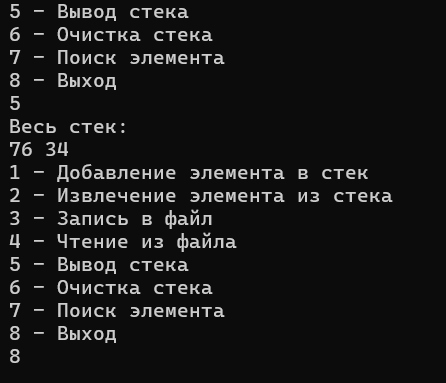 5 – Вывод стека
6 – Очистка стека
7 – Поиск элемента
8 – Выход
5
Весь стек:
76 34
1 – Добавление элемента в стек
2 – Извлечение элемента из стека
3 – Запись в файл
4 – Чтение из файла
5 – Вывод стека
6 – Очистка стека
7 – Поиск элемента
8 – Выход
8